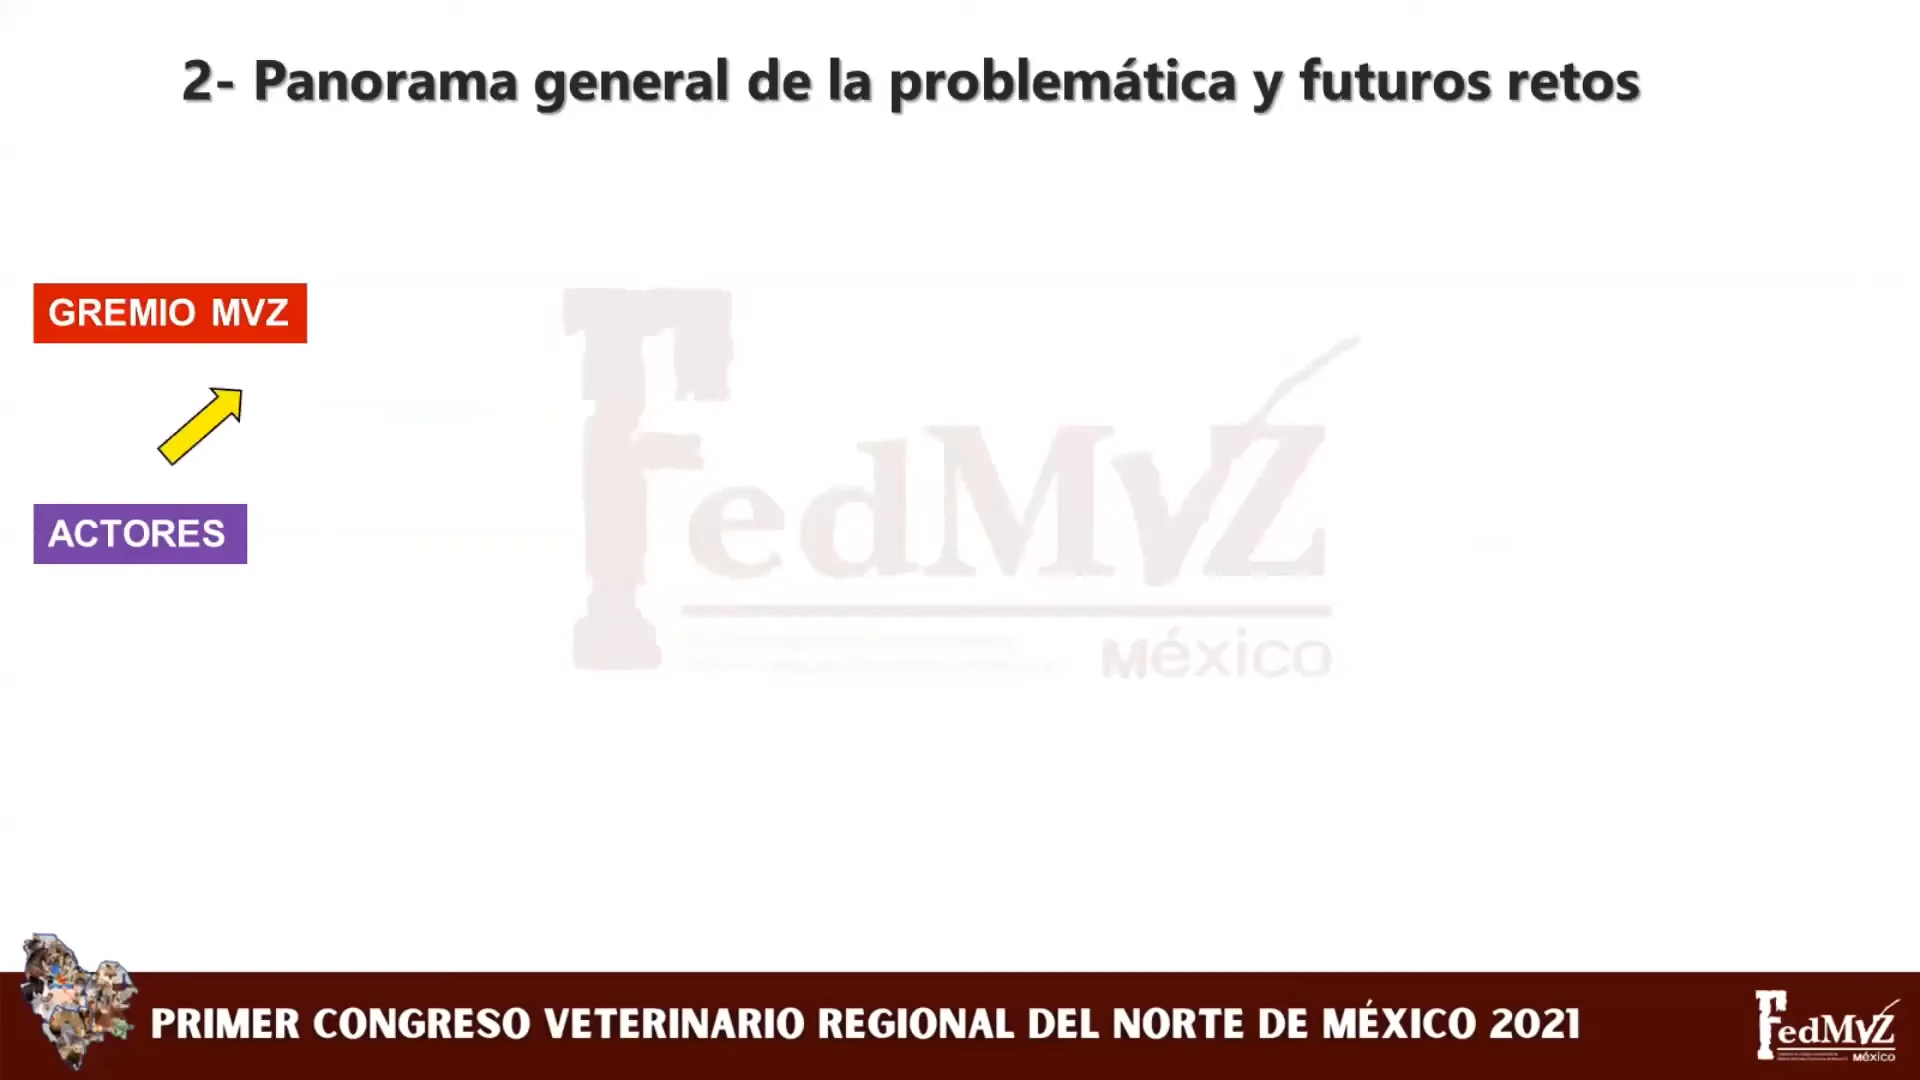 2- Panorama general de la problemática y futuros retos
GREMIO MVZ
ACTORES
FedMVZ
México
PRIMER CONGRESO VETERINARIO REGIONAL DEL NORTE DE MÉXICO 2021
FedMVZ
México